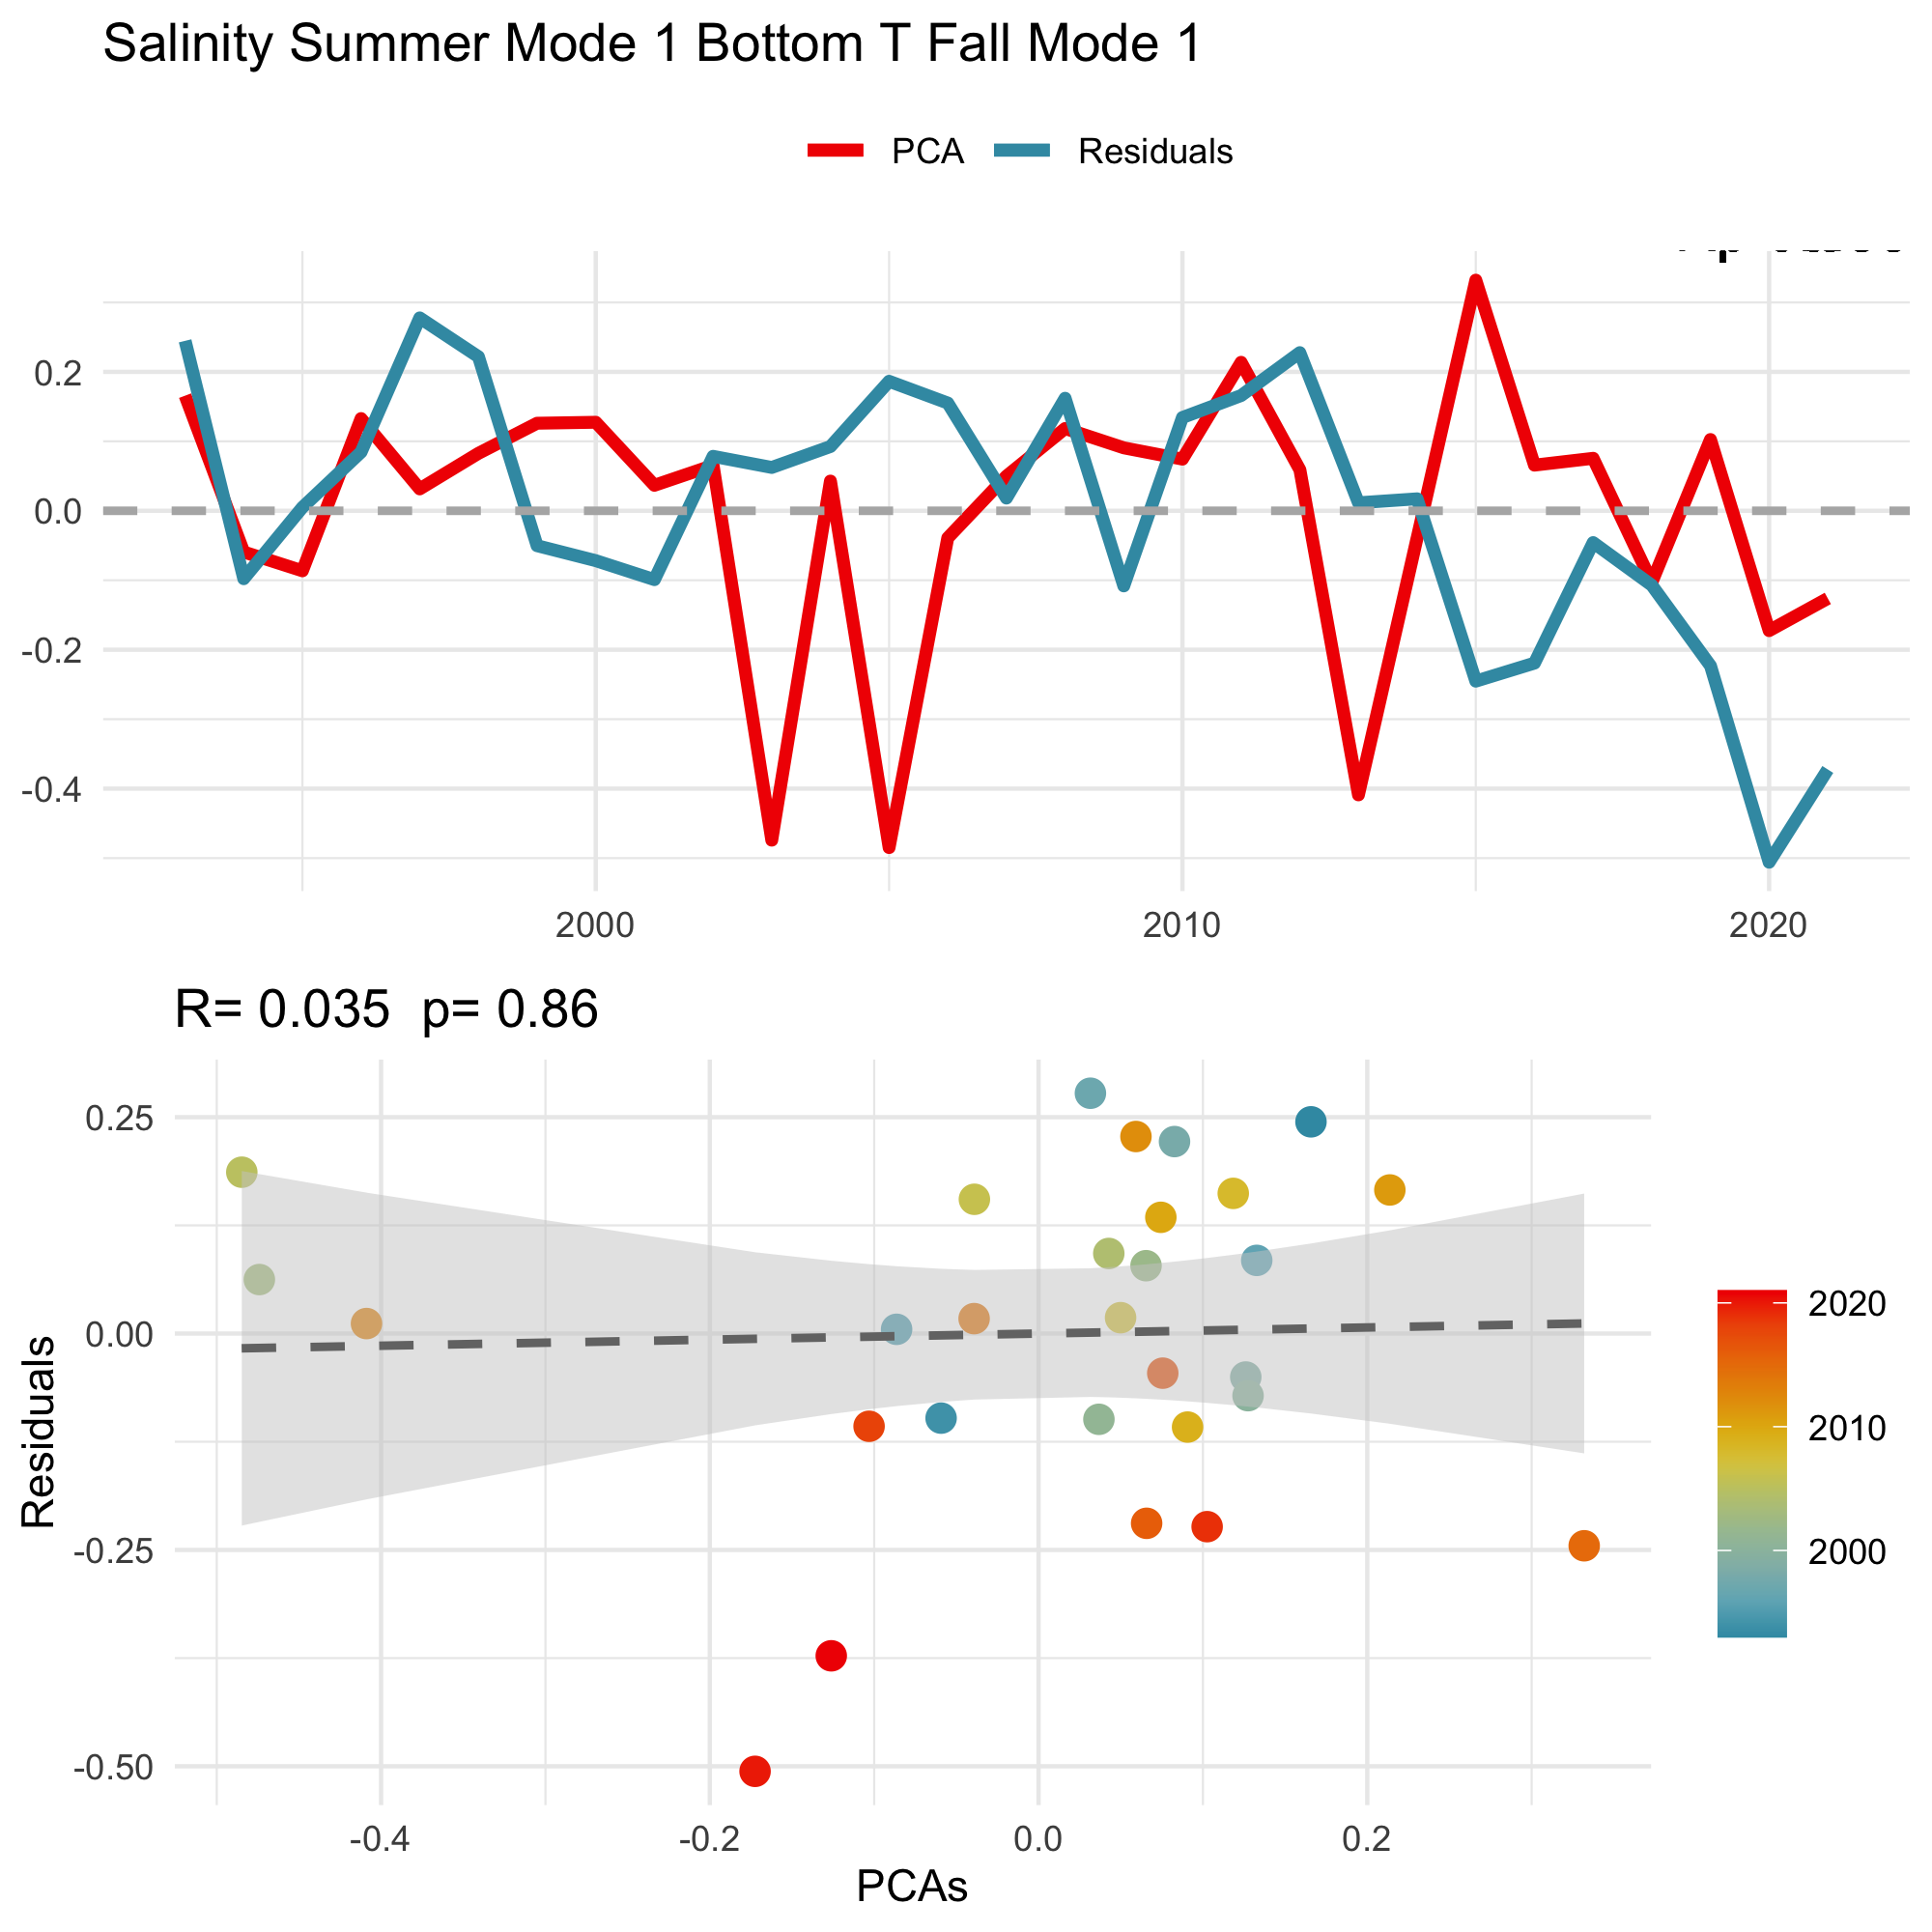 Salinity Summer Mode 1 Bottom T Fall Mode 1
PCA Residuals
0.2
0.0
-0.2
-0.4
2000 2010 2020
R= 0.035 p= 0.86
Residuals
0.25
0.00
-0.25
-0.50
-0.4 -0.2 0.0 0.2
PCAs
2020
2010
2000